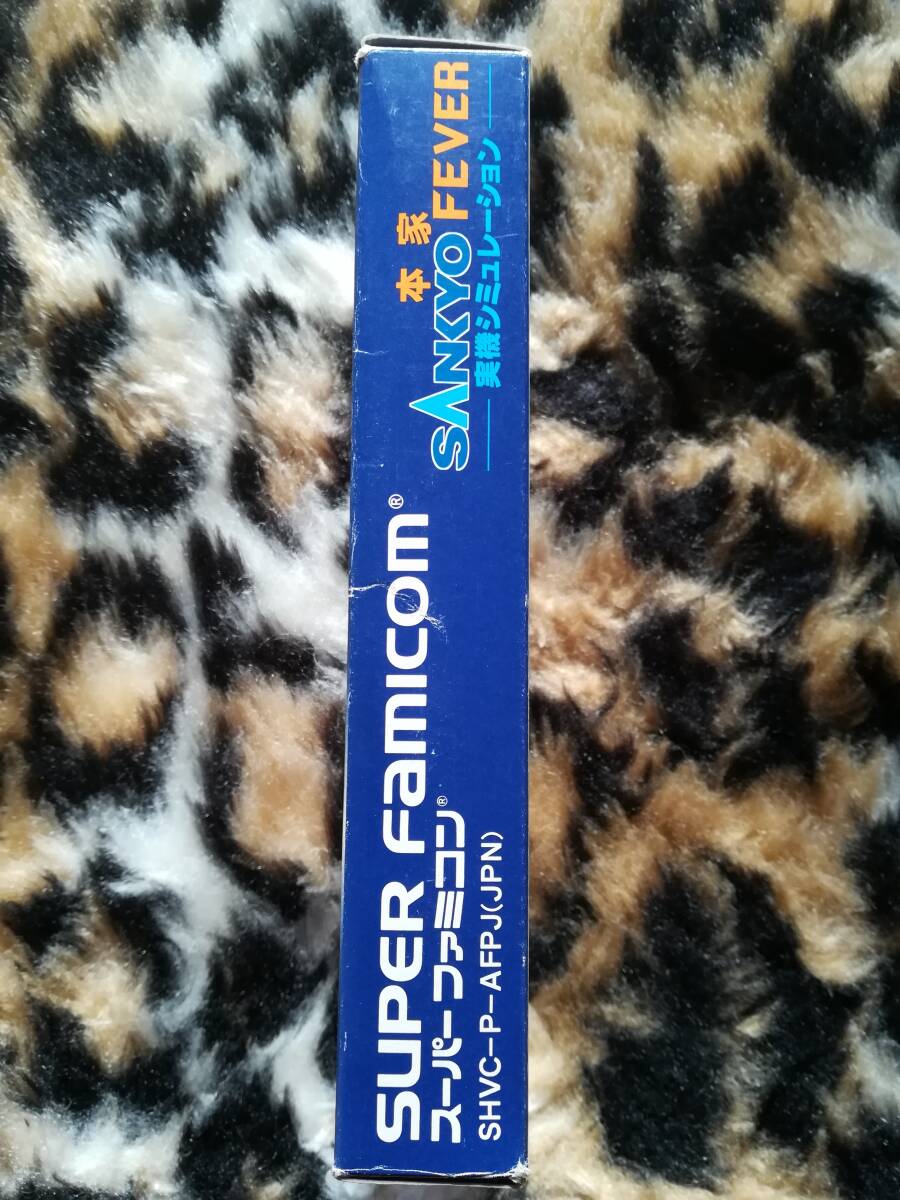 SUPER FAMICOM®
スーパーファミコン®
SHVC-P-AFPJ(JPN)
本家
SANKYO FEVER
実機シミュレーション